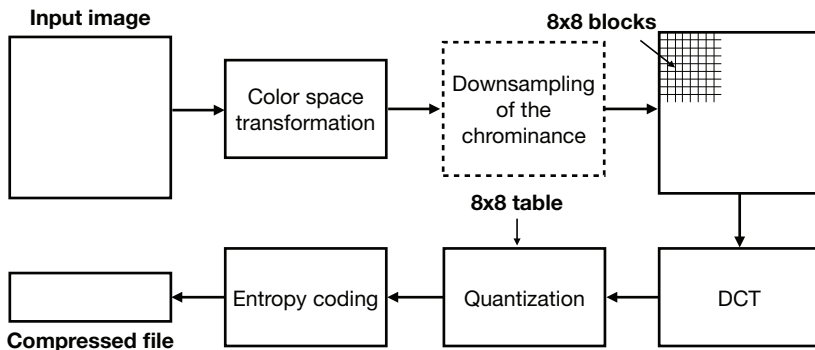 Input image
8x8 blocks
Color space
transformation
Downsampling
of the
chrominance
8x8 table
Entropy coding
Quantization
DCT
Compressed file